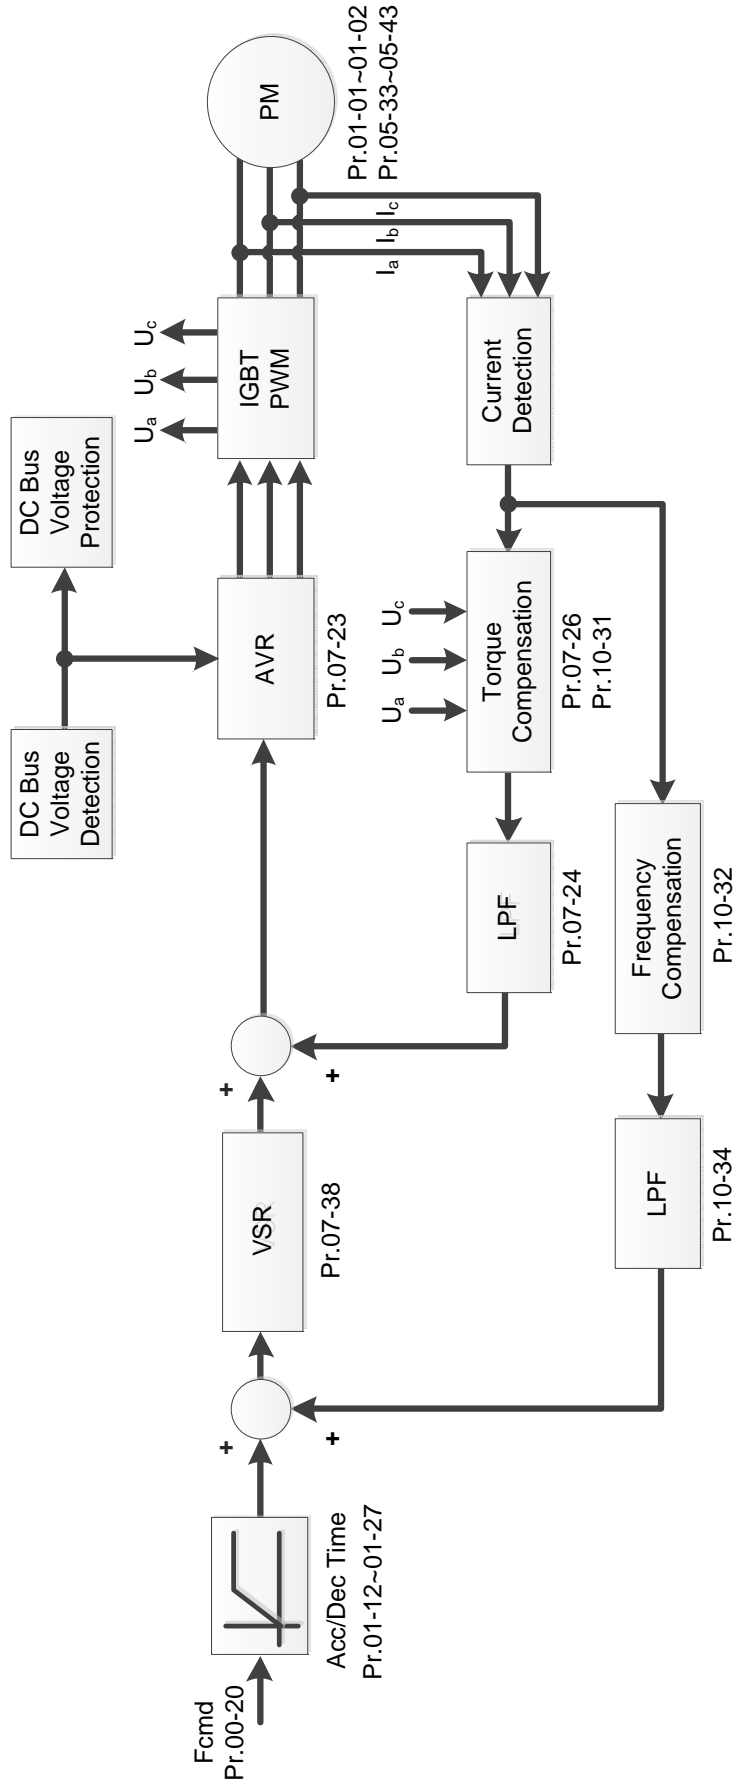 Fcmd
Pr.00-20
Acc/Dec Time
Pr.01-12~01-27
+
+
VSR
Pr.07-38
+
+
DC Bus
Voltage
Detection
DC Bus
Voltage
Protection
AVR
Pr.07-23
IGBT
PWM
Ua
Ub
Uc
PM
Pr.01-01~01-02
Pr.05-33~05-43
Ia
Ib
Ic
Current
Detection
Ua
Ub
Uc
Torque
Compensation
Pr.07-26
Pr.10-31
LPF
Pr.07-24
Frequency
Compensation
Pr.10-32
LPF
Pr.10-34